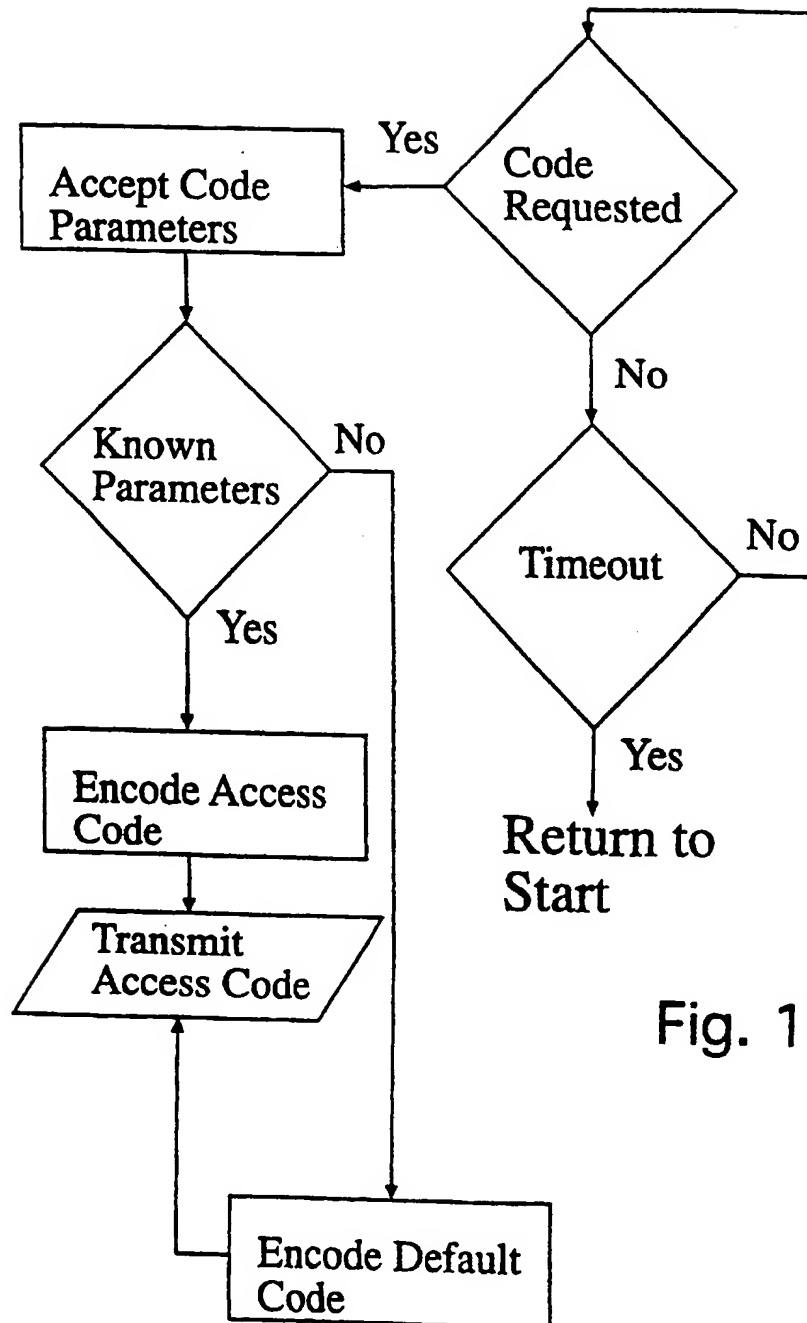 Yes
Code
Requested
Accept Code
Parameters
No
Known
Parameters
No
Timeout
No
Yes
Encode Access
Code
Yes
Return to
Start
Transmit
Access Code
Fig. 1
Encode Default
Code